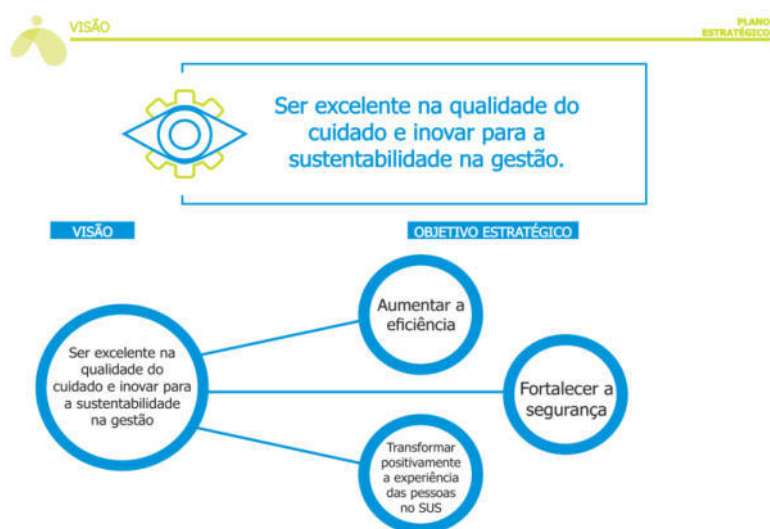 VISÃO
PLANO
ESTRATÉGICO
Ser excelente na qualidade do
cuidado e inovar para a
sustentabilidade na gestão.
VISÃO
OBJETIVO ESTRATÉGICO
Aumentar a
eficiência
Ser excelente na
qualidade do
cuidado e inovar para
a sustentabilidade
na gestão
Fortalecer a
segurança
Transformar
positivamente
a experiência
das pessoas
no SUS